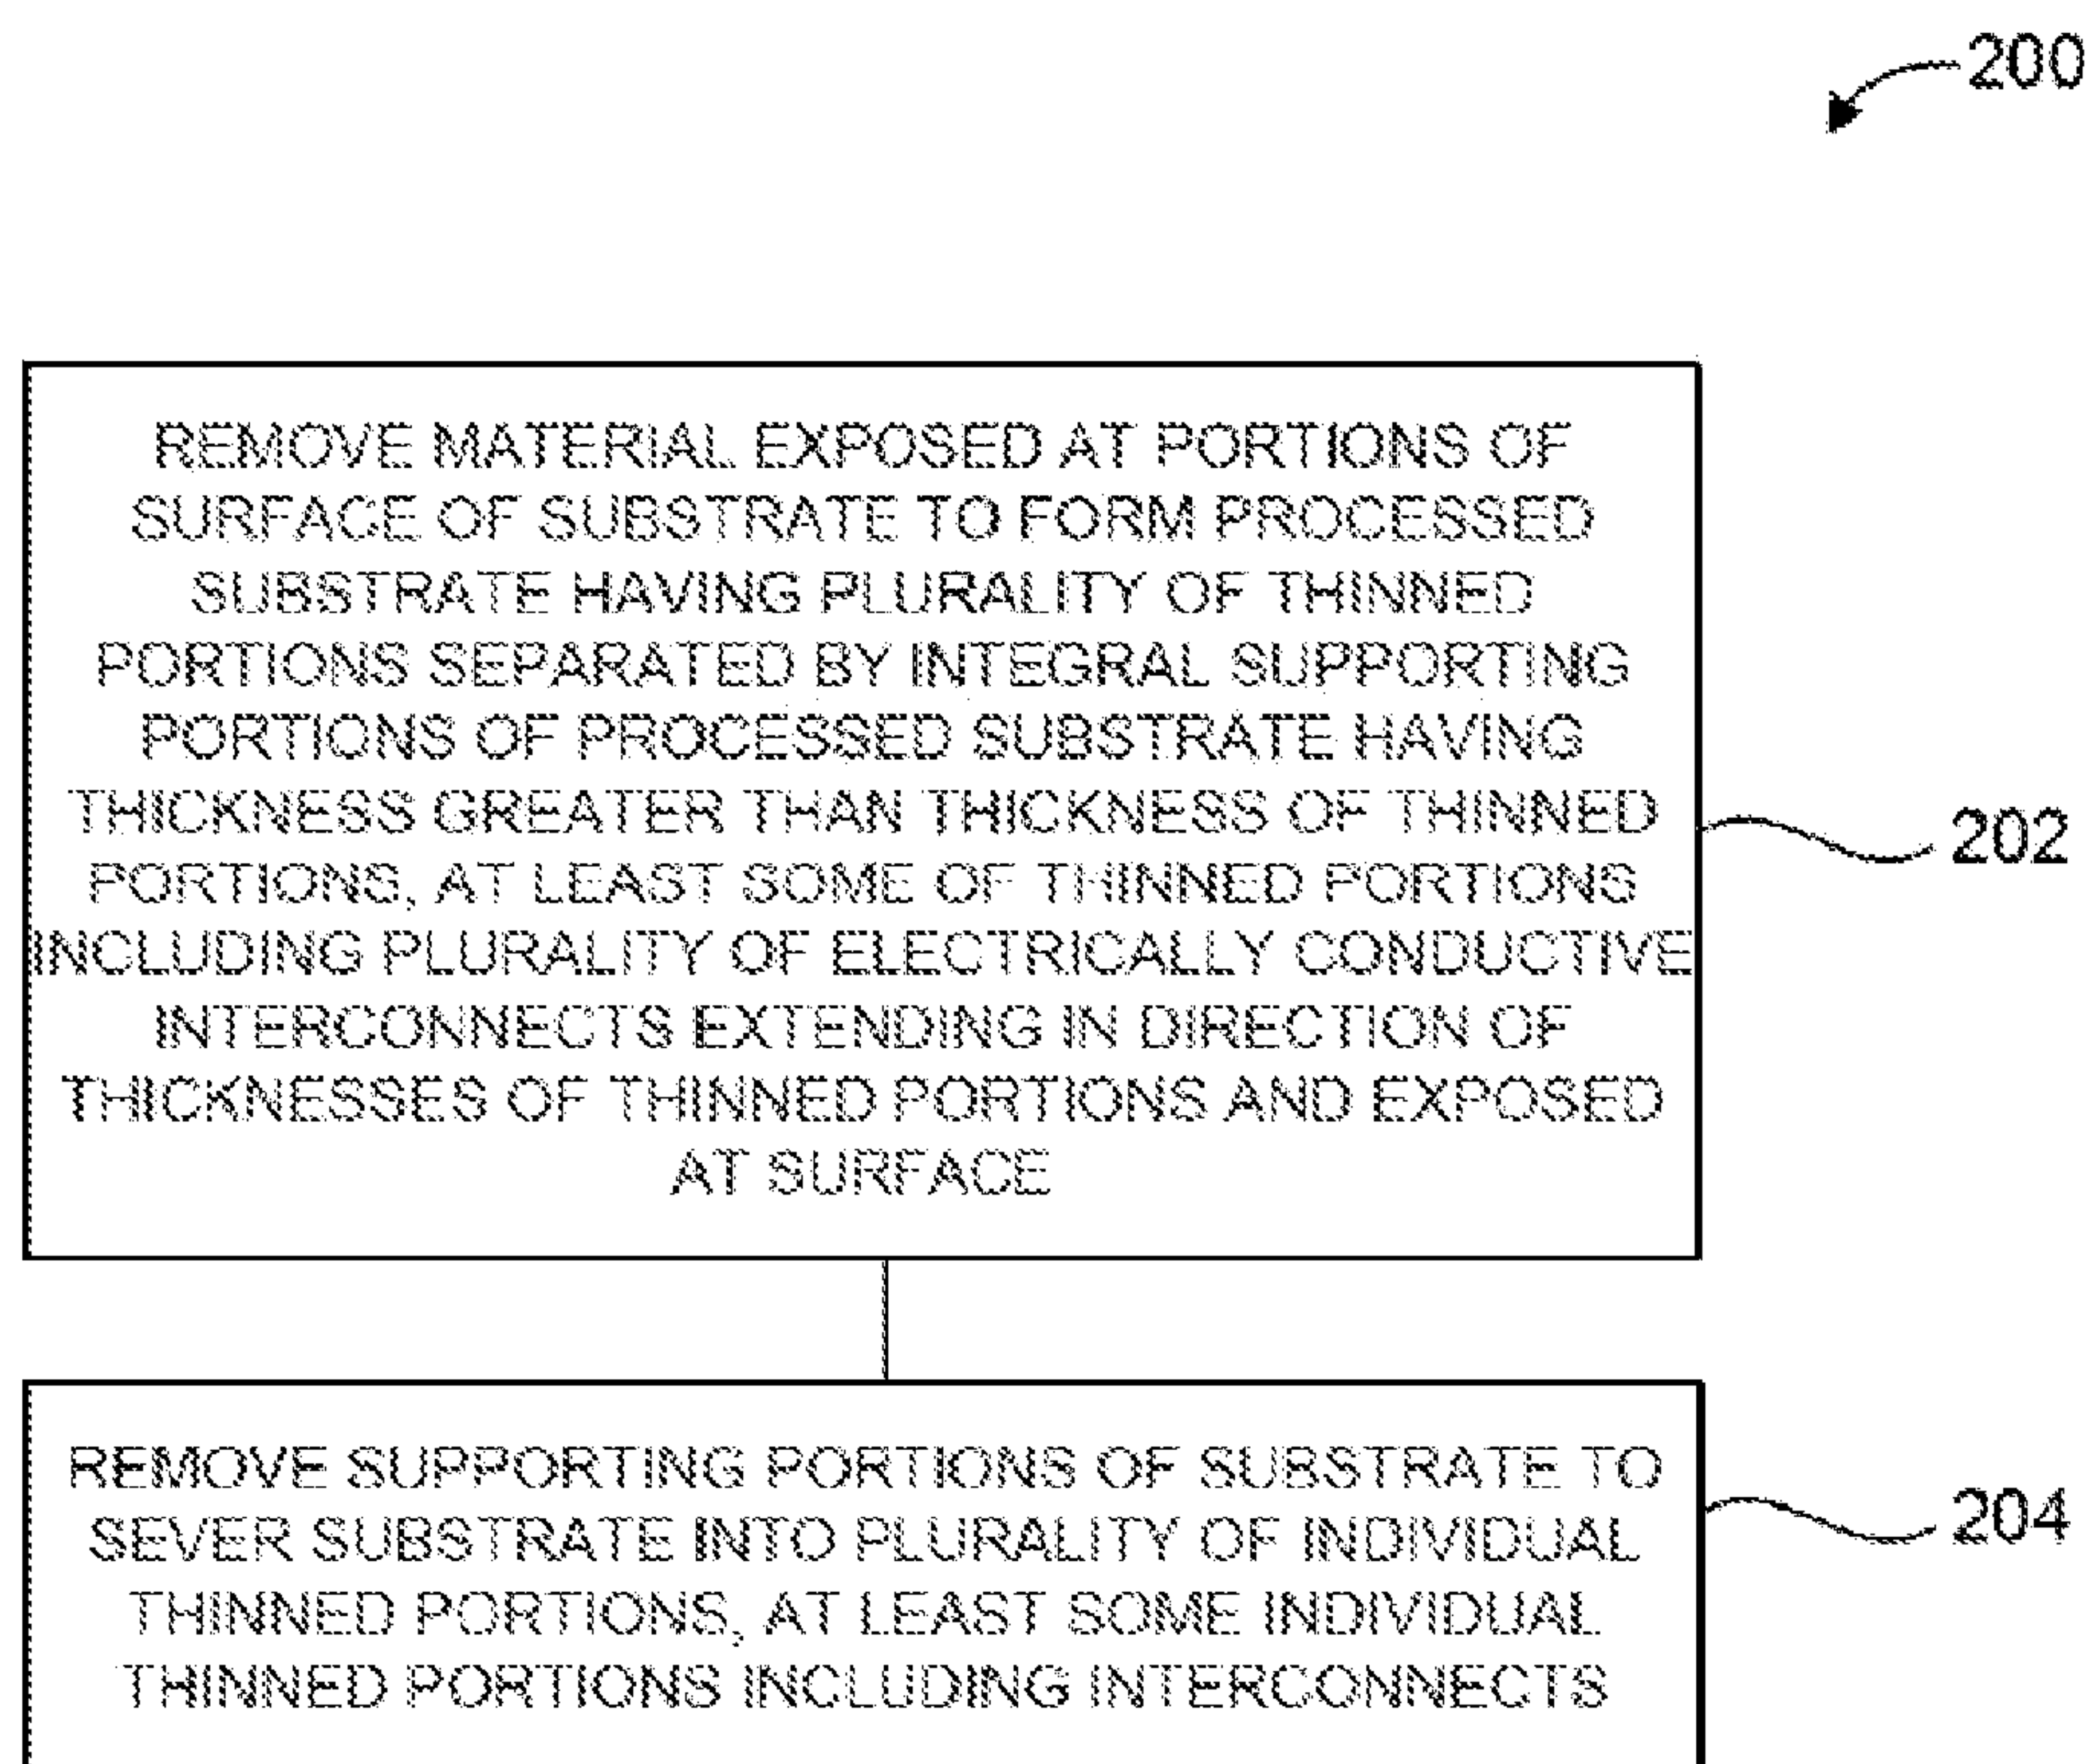 200
REMOVE MATERIAL EXPOSED AT PORTIONS OF
SURFACE OF SUBSTRATE TO FORM PROCESSED
SUBSTRATE HAVING PLURALITY OF THINNED
PORTIONS SEPARATED BY INTEGRAL SUPPORTING
PORTIONS OF PROCESSED SUBSTRATE HAVING
THICKNESS GREATER THAN THICKNESS OF THINNED
PORTIONS, AT LEAST SOME OF THINNED PORTIONS
INCLUDING PLURALITY OF ELECTRICALLY CONDUCTIVE
INTERCONNECTS EXTENDING IN DIRECTION OF
THICKNESSES OF THINNED PORTIONS AND EXPOSED
AT SURFACE
202
REMOVE SUPPORTING PORTIONS OF SUBSTRATE TO
SEVER SUBSTRATE INTO PLURALITY OF INDIVIDUAL
THINNED PORTIONS, AT LEAST SOME INDIVIDUAL
THINNED PORTIONS INCLUDING INTERCONNECTS
204